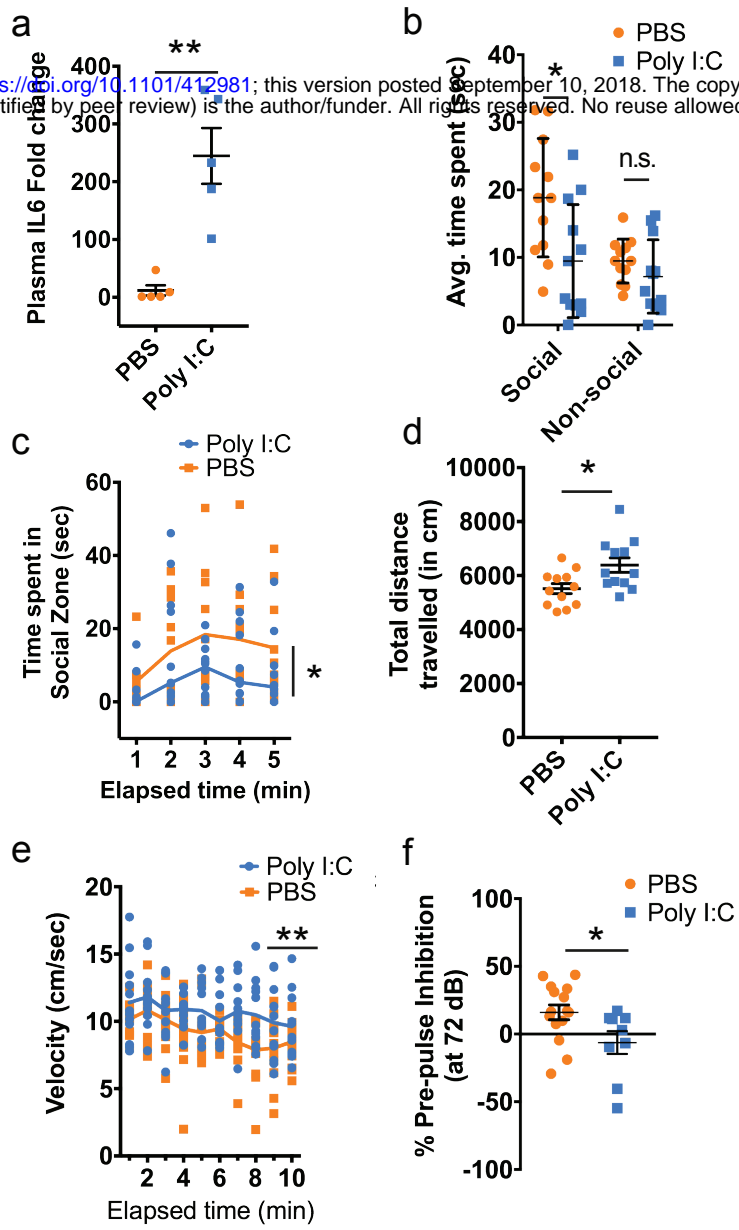 a
**
400
300
200
100
0
Plasma IL6 Fold change
PBS
Poly I:C
b
PBS
Poly I:C
40
30
20
10
0
Avg. time spent (sec)
*
n.s.
Social
Non-social
s://doi.org/10.1101/412981; this version posted September 10, 2018. The copy
tified by peer review) is the author/funder. All rights reserved. No reuse allowed
c
Poly I:C
PBS
60
40
20
0
Time spent in
Social Zone (sec)
*
1 2 3 4 5
Elapsed time (min)
d
*
10000
8000
6000
4000
2000
0
Total distance
travelled (in cm)
PBS
Poly I:C
e
Poly I:C
PBS
**
20
15
10
5
0
Velocity (cm/sec)
2 4 6 8 10
Elapsed time (min)
f
PBS
Poly I:C
*
100
50
0
-50
-100
% Pre-pulse Inhibition
(at 72 dB)